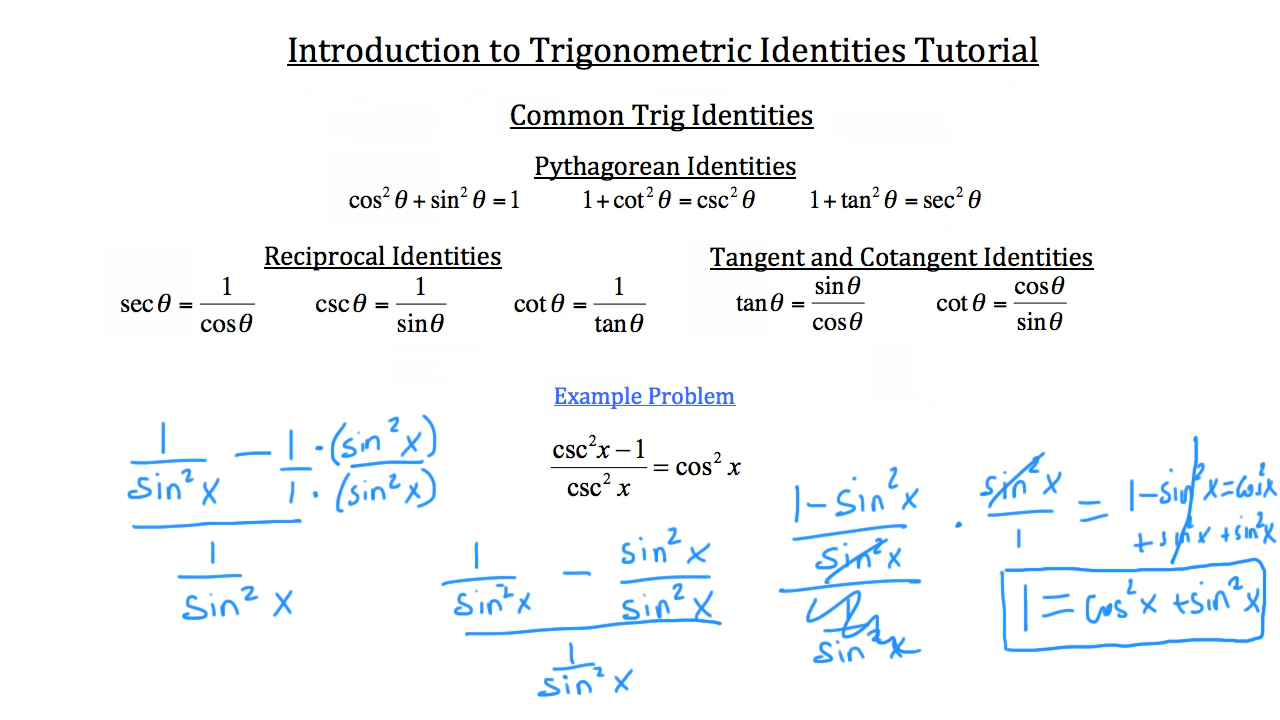 Introduction to Trigonometric Identities Tutorial
Common Trig Identities
Pythagorean Identities
cos² θ + sin² θ = 1    1 + cot² θ = csc² θ    1 + tan² θ = sec² θ
Reciprocal Identities    Tangent and Cotangent Identities
sec θ = 1/cos θ    csc θ = 1/sin θ    cot θ = 1/tan θ    tan θ = sin θ/cos θ    cot θ = cos θ/sin θ
Example Problem
(csc²x − 1)/(csc² x) = cos² x
(1/sin²x − 1/1 · (sin²x)/(sin²x)) / (1/sin² x)
(1/sin²x − sin²x/sin²x) / (1/sin²x)
((1 − sin²x)/sin²x) / (1/sin²x) · sin²x/1 = 1 − sin²x = cos²x
+ sin²x + sin²x
1 = cos²x + sin²x